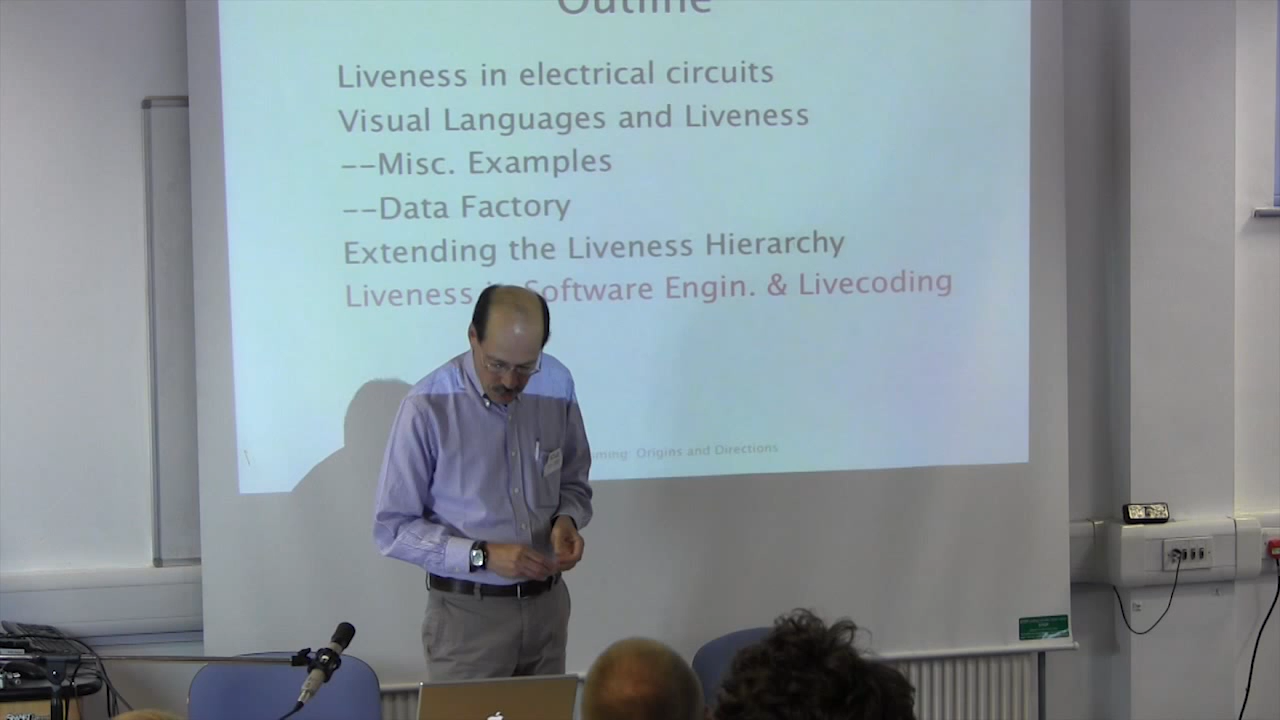 Outline
Liveness in electrical circuits
Visual Languages and Liveness
--Misc. Examples
--Data Factory
Extending the Liveness Hierarchy
Liveness Software Engin. & Livecoding
Origins and Directions